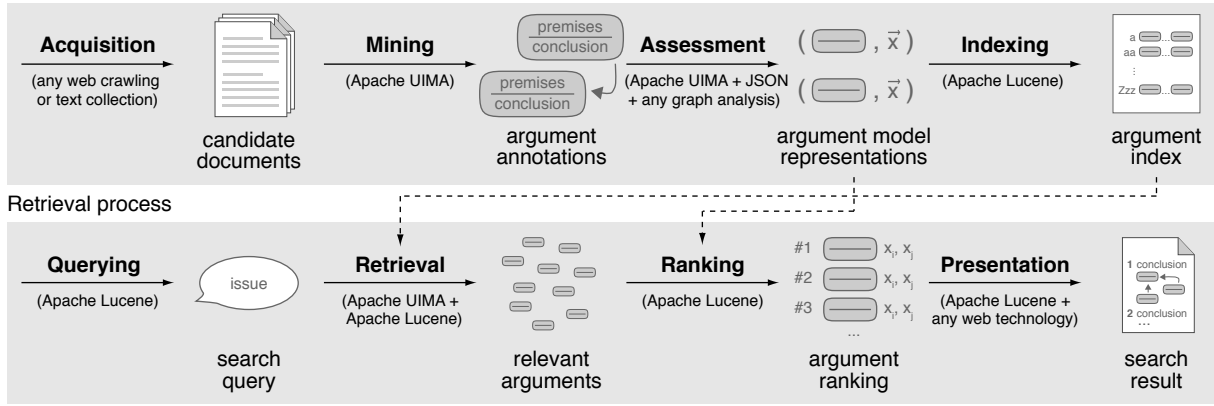 Acquisition
(any web crawling
or text collection)
candidate
documents
Mining
(Apache UIMA)
premises
conclusion
premises
conclusion
argument
annotations
Assessment
(Apache UIMA + JSON
+ any graph analysis)
( , x⃗ )
( , x⃗ )
argument model
representations
Indexing
(Apache Lucene)
a ...
aa ...
⋮
Zzz ...
argument
index
Retrieval process
Querying
(Apache Lucene)
issue
search
query
Retrieval
(Apache UIMA +
Apache Lucene)
relevant
arguments
Ranking
(Apache Lucene)
#1 xi, xj
#2 xi, xj
#3 xi, xj
...
argument
ranking
Presentation
(Apache Lucene +
any web technology)
1 conclusion
2 conclusion
...
search
result